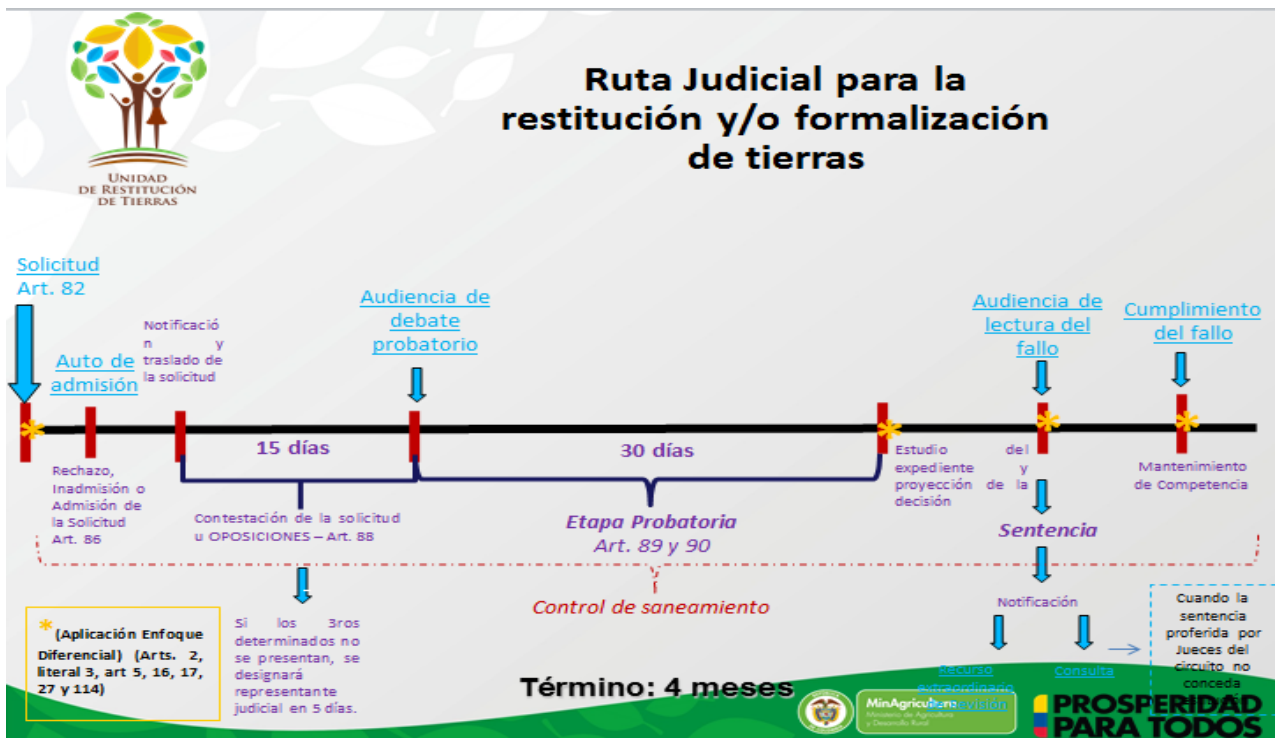 Ruta Judicial para la
restitución y/o formalización
de tierras
UNIDAD
DE RESTITUCIÓN
DE TIERRAS
Solicitud
Art. 82
Auto de
admisión
Notificació
n y
traslado de
la solicitud
Audiencia de
debate
probatorio
Audiencia de
lectura del
fallo
Cumplimiento
del fallo
15 días
30 días
Rechazo,
Inadmisión o
Admisión de
la Solicitud
Art. 86
Contestación de la solicitud
u OPOSICIONES – Art. 88
Etapa Probatoria
Art. 89 y 90
Estudio del
expediente y
proyección de la
decisión
Mantenimiento
de Competencia
Sentencia
Control de saneamiento
Notificación
Cuando la
sentencia
proferida por
Jueces del
circuito no
conceda
* (Aplicación Enfoque
Diferencial) (Arts. 2,
literal 3, art 5, 16, 17,
27 y 114)
Si los 3ros
determinados no
se presentan, se
designará
representante
judicial en 5 días.
Recurso
extraordinario
revisión
Consulta
Término: 4 meses
MinAgricultura
Ministerio de Agricultura
y Desarrollo Rural
PROSPERIDAD
PARA TODOS